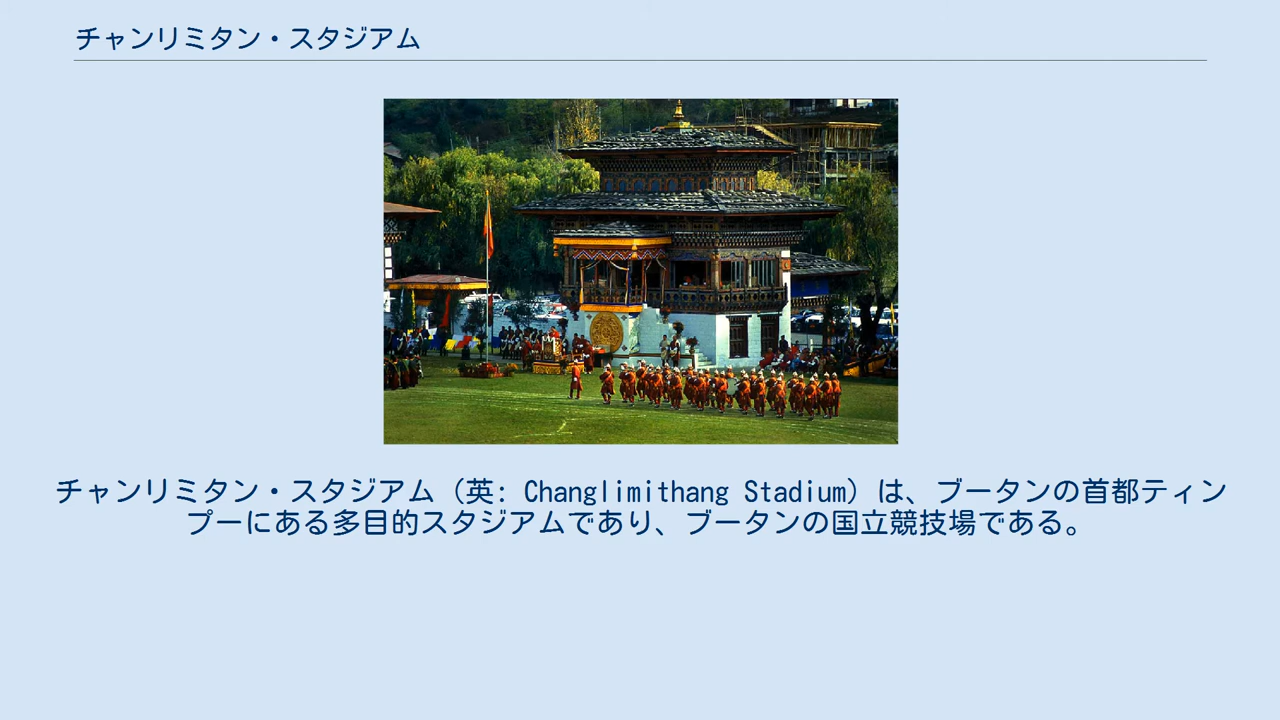 チャンリミタン・スタジアム
チャンリミタン・スタジアム（英: Changlimithang Stadium）は、ブータンの首都ティン
プーにある多目的スタジアムであり、ブータンの国立競技場である。